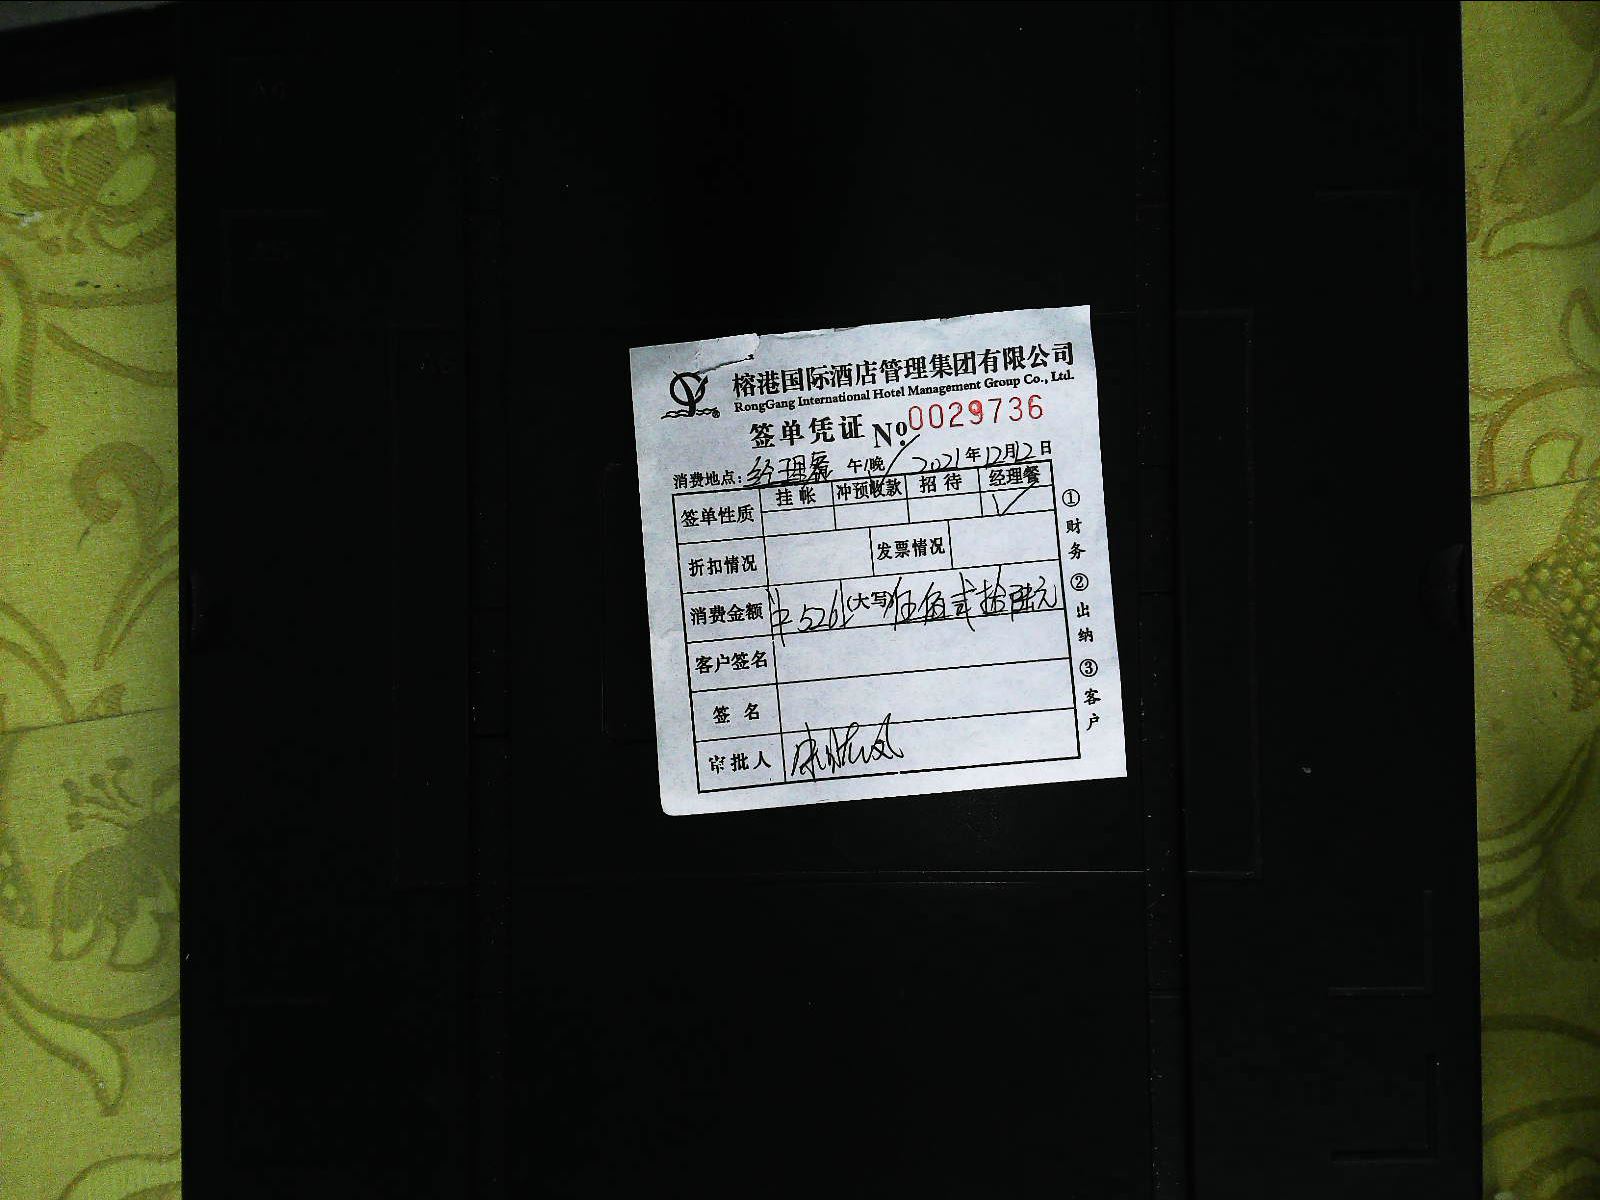 榕港国际酒店管理集团有限公司
RongGang International Hotel Management Group Co., Ltd.
签单凭证 No. 0029736
消费地点: 经理餐 午/晚 2021年12月12日
签单性质 挂帐 冲预收款 招待 经理餐
✓
折扣情况 发票情况
消费金额 中526 (大写) 伍佰贰拾陆元
客户签名
签名
审批人
①财务 ②出纳 ③客户